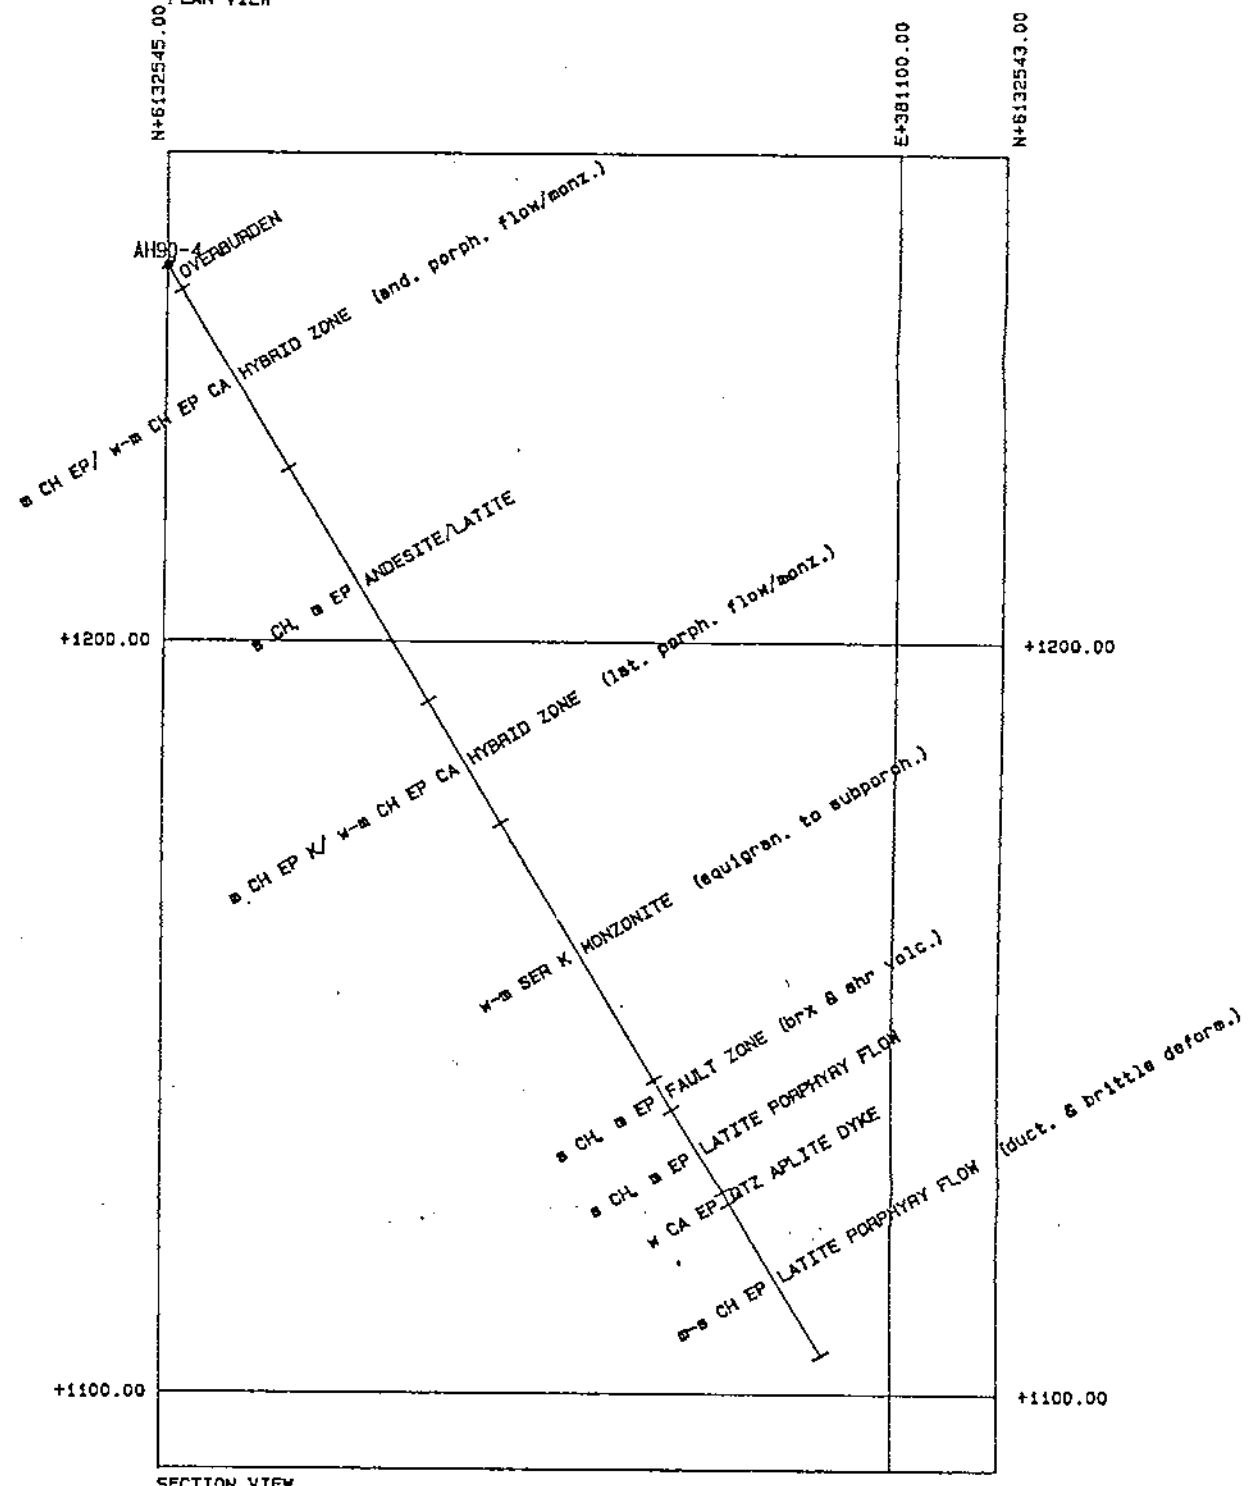 PLAN VIEW
N+6132545.00
E+381100.00
N+6132543.00
AH90-4
OVERBURDEN
m CH EP/ w-m CH EP CA HYBRID ZONE (and. porph. flow/monz.)
s CH, m EP ANDESITE/LATITE
+1200.00
+1200.00
m CH EP K/ w-m CH EP CA HYBRID ZONE (lat. porph. flow/monz.)
w-m SER K MONZONITE (equigran. to subporph.)
s CH, m EP FAULT ZONE (brx & shr volc.)
s CH, m EP LATITE PORPHYRY FLOW
w CA EP QTZ APLITE DYKE
m-s CH EP LATITE PORPHYRY FLOW (duct. & brittle deform.)
+1100.00
+1100.00
SECTION VIEW